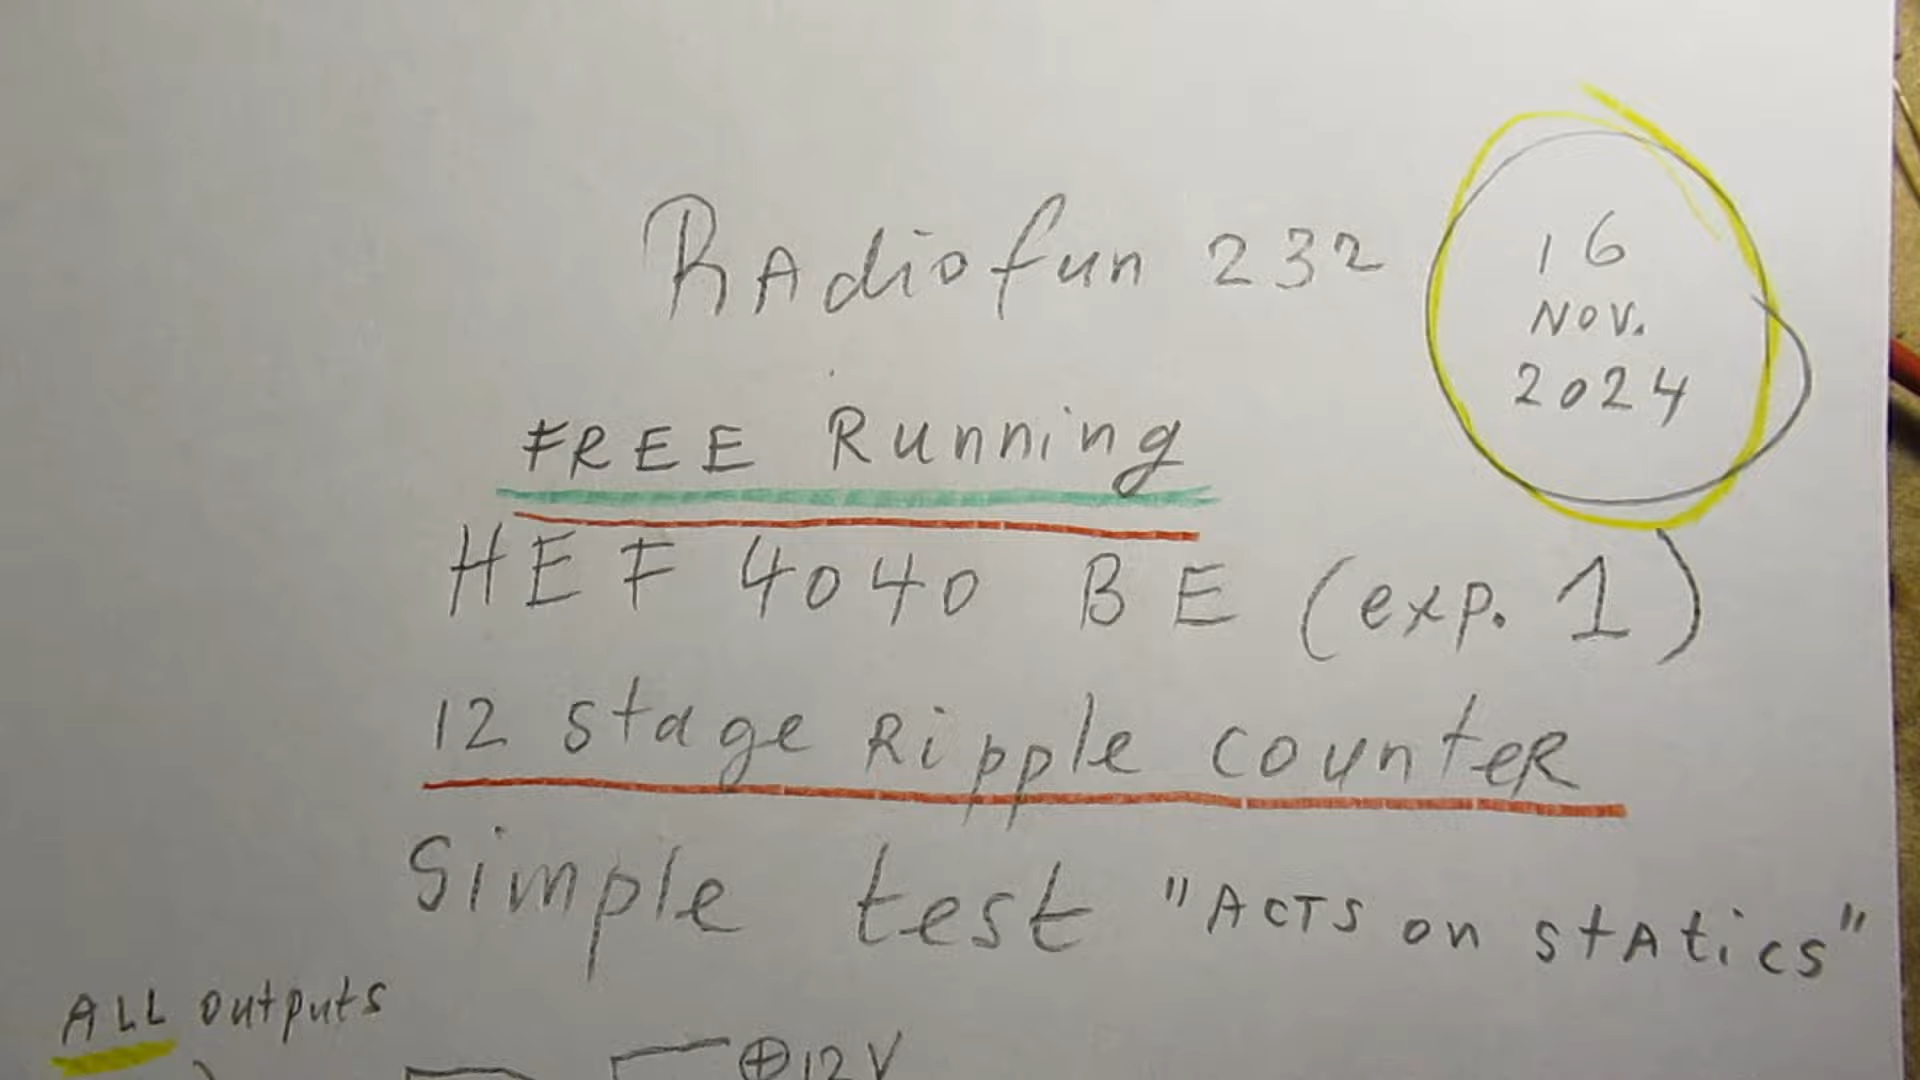 RAdiofun 232
16
NOV.
2024
FREE Running
HEF 4040 BE (exp. 1)
12 stage Ripple counteR
Simple test "ACTS on stAtics"
ALL outputs
⊕12V